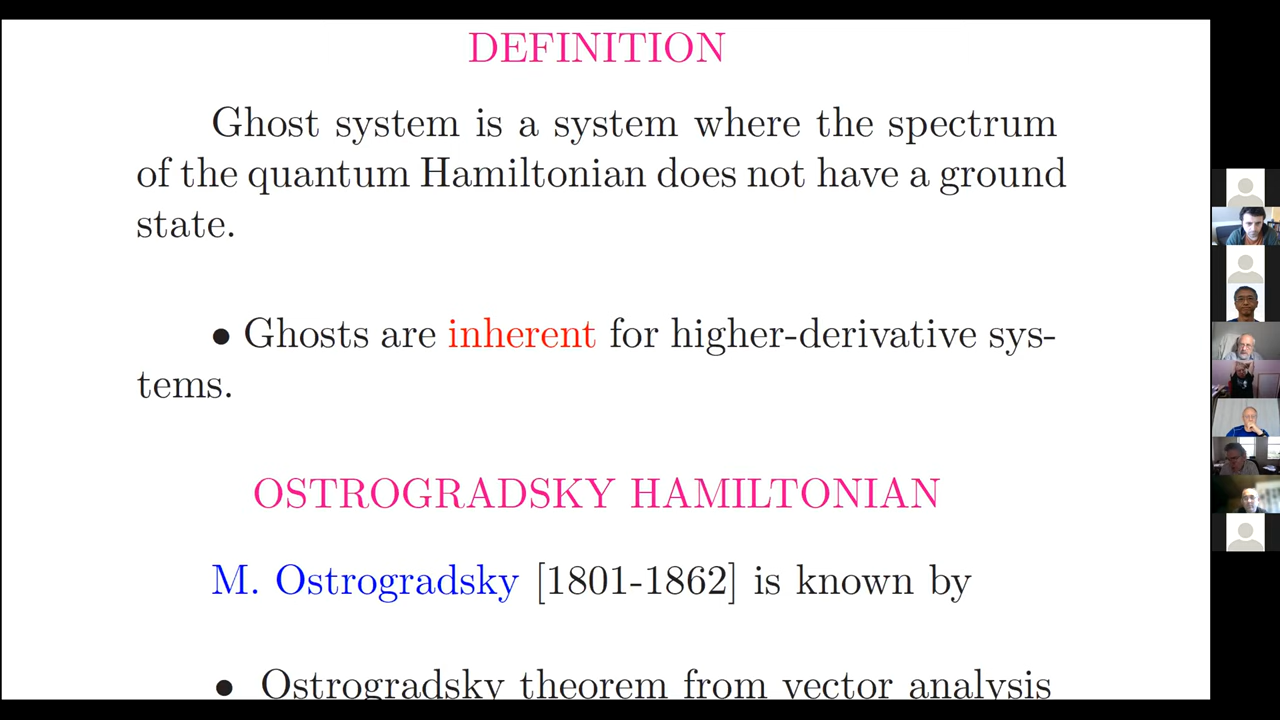 DEFINITION
Ghost system is a system where the spectrum
of the quantum Hamiltonian does not have a ground
state.
• Ghosts are inherent for higher-derivative sys-
tems.
OSTROGRADSKY HAMILTONIAN
M. Ostrogradsky [1801-1862] is known by
• Ostrogradsky theorem from vector analysis